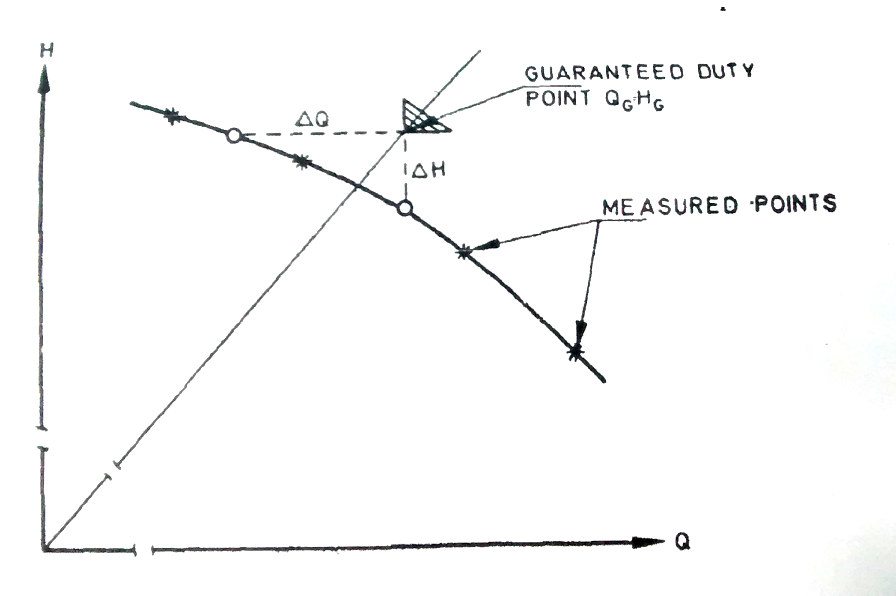 H
GUARANTEED DUTY
POINT QG·HG
ΔQ
ΔH
MEASURED ·POINTS
Q